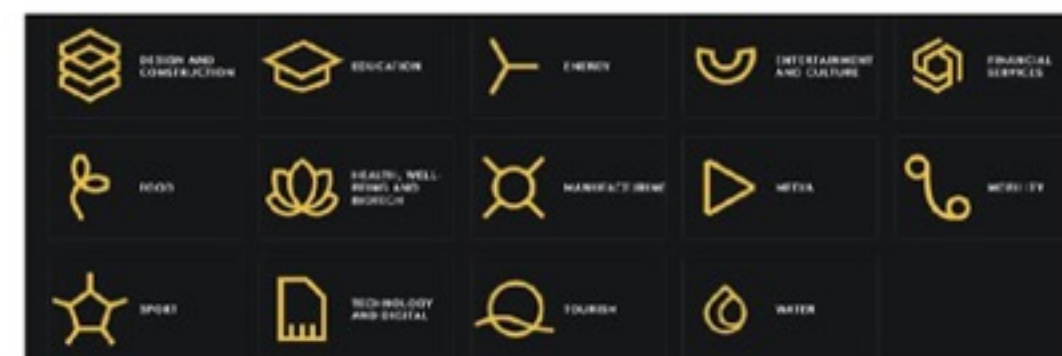 DESIGN AND
CONSTRUCTION
EDUCATION
ENERGY
ENTERTAINMENT
AND CULTURE
FINANCIAL
SERVICES
FOOD
HEALTH, WELL-
BEING AND
BIOTECH
MANUFACTURING
MEDIA
MOBILITY
SPORT
TECHNOLOGY
AND DIGITAL
TOURISM
WATER